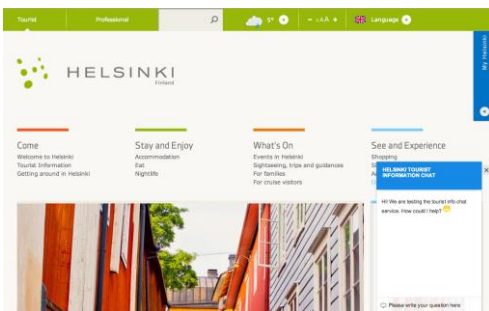 Tourist Professional 5° - AAA + Language
My Helsinki
HELSINKI
Finland
Come
Welcome to Helsinki
Tourist Information
Getting around in Helsinki
Stay and Enjoy
Accommodation
Eat
Nightlife
What's On
Events in Helsinki
Sightseeing, trips and guidances
For families
For cruise visitors
See and Experience
Shopping
HELSINKI TOURIST
INFORMATION CHAT
X
Hi! We are testing the tourist info chat
service. How could I help?
Please write your question here